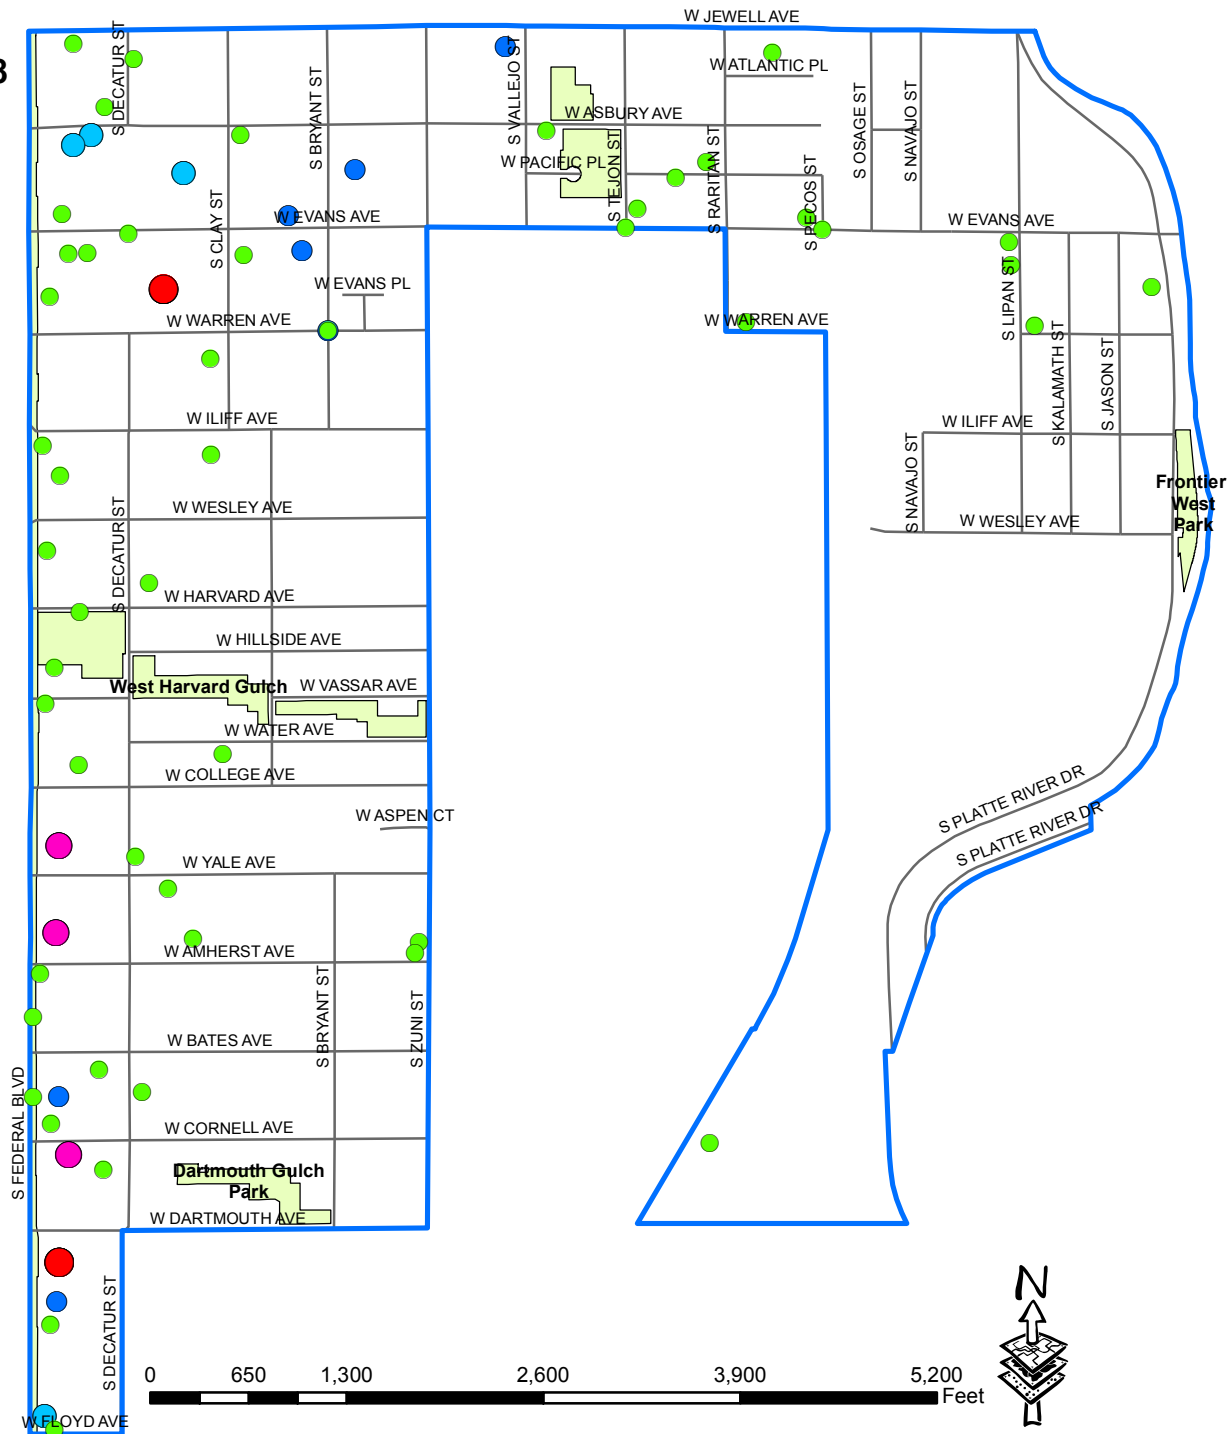 W JEWELL AVE
B
S DECATUR ST
S BRYANT ST
S VALLEJO ST
W ATLANTIC PL
W ASBURY AVE
S OSAGE ST
S NAVAJO ST
W PACIFIC PL
S TEJON ST
S RARITAN ST
S PECOS ST
S CLAY ST
W EVANS AVE
W EVANS AVE
W EVANS PL
S LIPAN ST
W WARREN AVE
W WARREN AVE
S KALAMATH ST
S JASON ST
W ILIFF AVE
W ILIFF AVE
S NAVAJO ST
Frontier
West
Park
W WESLEY AVE
W WESLEY AVE
S DECATUR ST
W HARVARD AVE
W HILLSIDE AVE
West Harvard Gulch
W VASSAR AVE
W WATER AVE
W COLLEGE AVE
S PLATTE RIVER DR
W ASPEN CT
S PLATTE RIVER DR
W YALE AVE
W AMHERST AVE
S BRYANT ST
S ZUNI ST
W BATES AVE
S FEDERAL BLVD
W CORNELL AVE
Dartmouth Gulch
Park
W DARTMOUTH AVE
S DECATUR ST
N
0 650 1,300 2,600 3,900 5,200
Feet
W FLOYD AVE